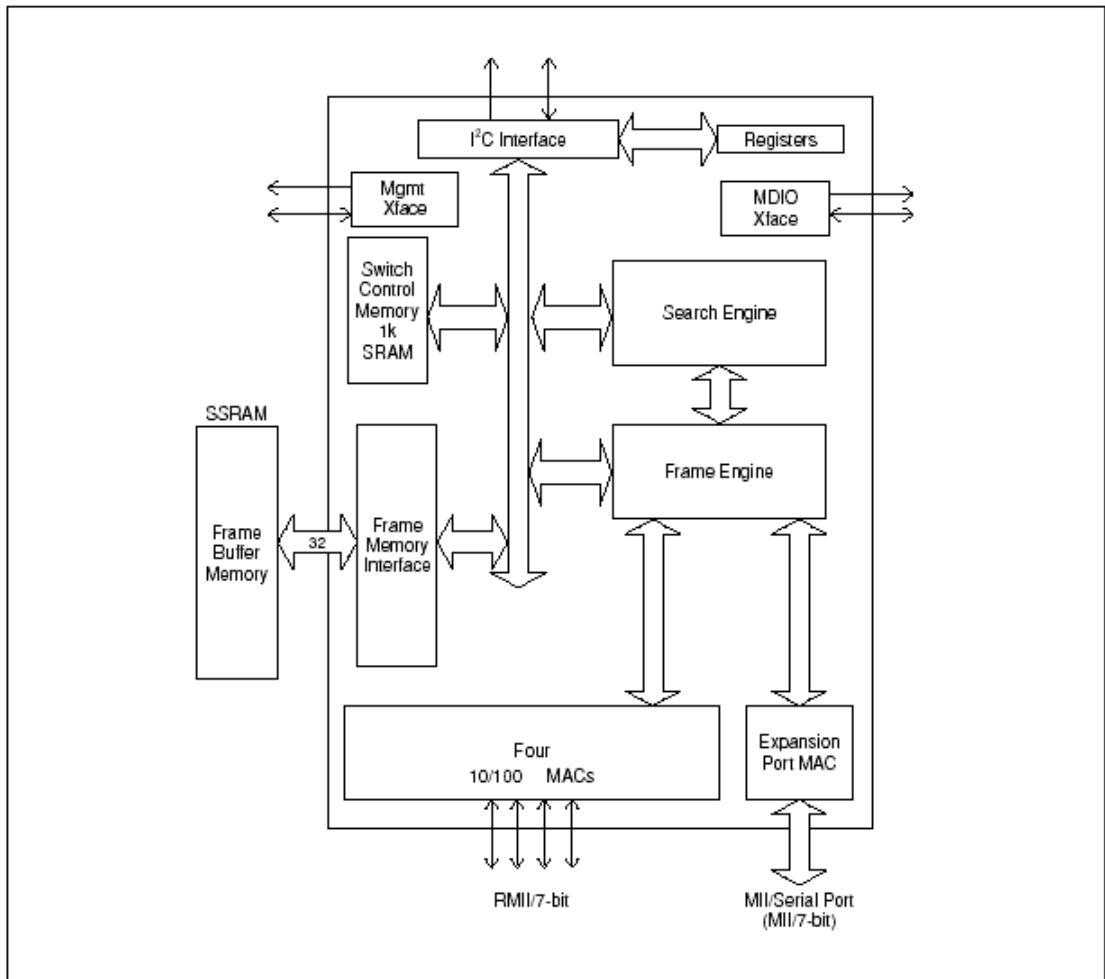 I²C Interface
Registers
Mgmt
Xface
MDIO
Xface
Switch
Control
Memory
1k
SRAM
Search Engine
SSRAM
Frame
Buffer
Memory
32
Frame
Memory
Interface
Frame Engine
Four
10/100 MACs
Expansion
Port MAC
RMII/7-bit
MII/Serial Port
(MII/7-bit)